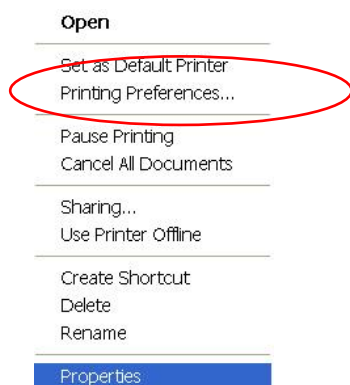 Open
Set as Default Printer
Printing Preferences...
Pause Printing
Cancel All Documents
Sharing...
Use Printer Offline
Create Shortcut
Delete
Rename
Properties